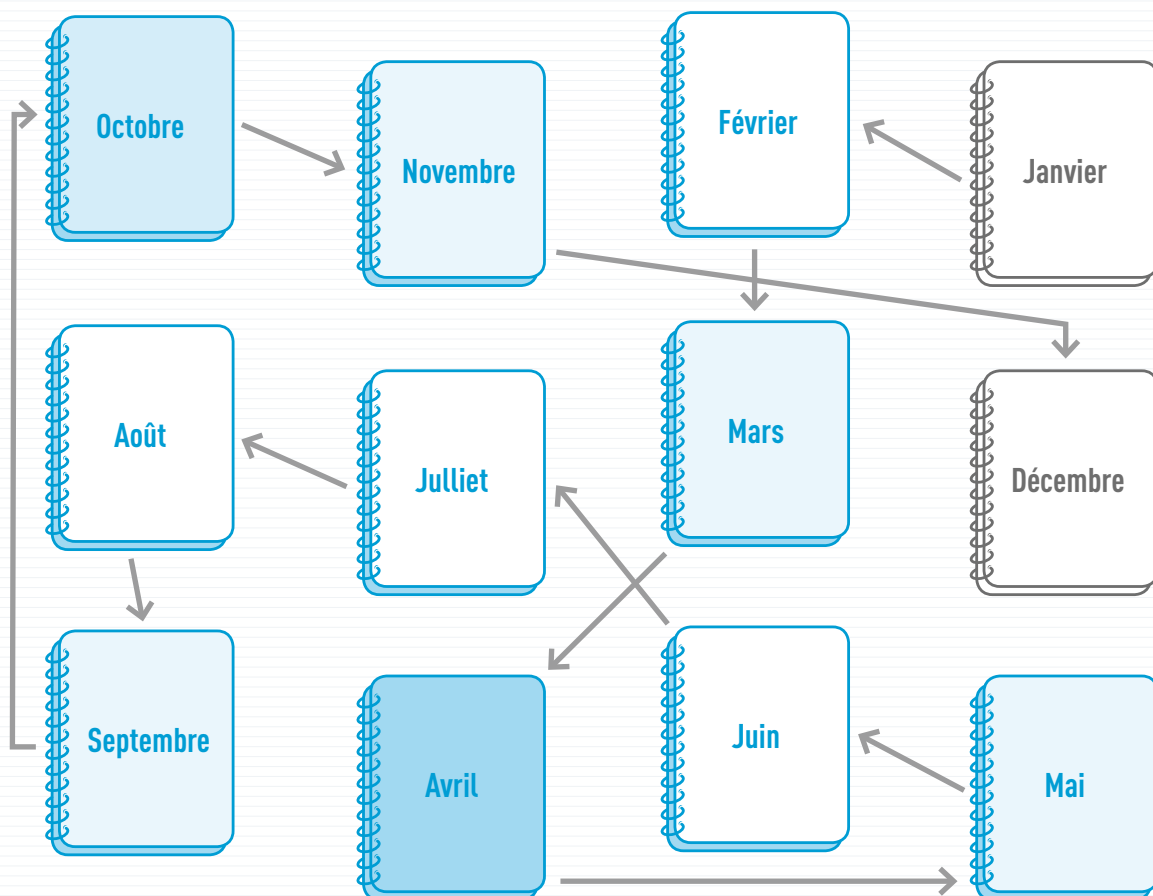 Octobre
Novembre
Février
Janvier
Août
Julliet
Mars
Décembre
Septembre
Avril
Juin
Mai